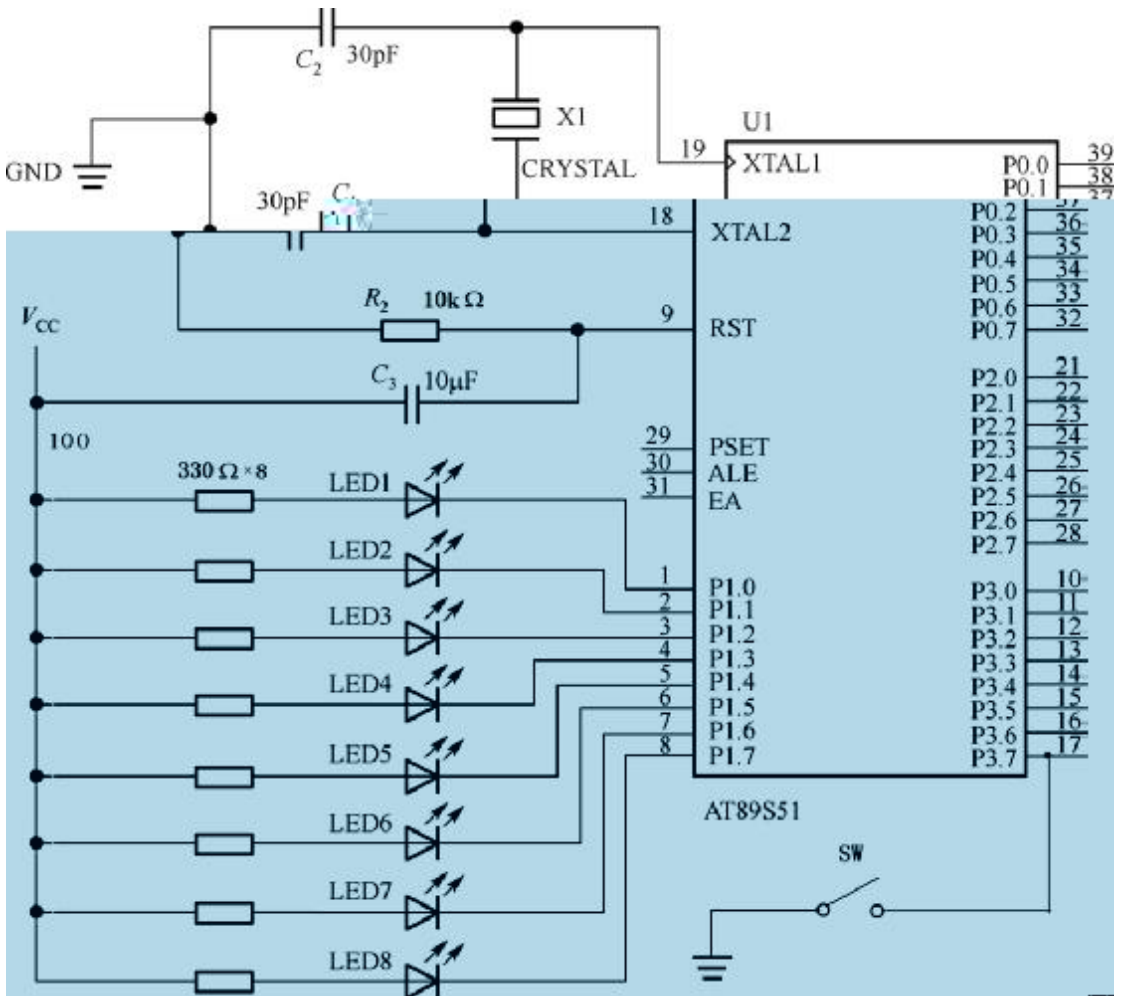 C2 30pF
X1
CRYSTAL
GND
30pF
U1
19 XTAL1
18 XTAL2
R2 10kΩ
9 RST
VCC
C3 10μF
100
29 PSET
30 ALE
31 EA
330Ω×8
LED1
LED2
LED3
LED4
LED5
LED6
LED7
LED8
1 P1.0
2 P1.1
3 P1.2
4 P1.3
5 P1.4
6 P1.5
7 P1.6
8 P1.7
P0.0 39
P0.1 38
P0.2 37
P0.3 36
P0.4 35
P0.5 34
P0.6 33
P0.7 32
P2.0 21
P2.1 22
P2.2 23
P2.3 24
P2.4 25
P2.5 26
P2.6 27
P2.7 28
P3.0 10
P3.1 11
P3.2 12
P3.3 13
P3.4 14
P3.5 15
P3.6 16
P3.7 17
AT89S51
SW